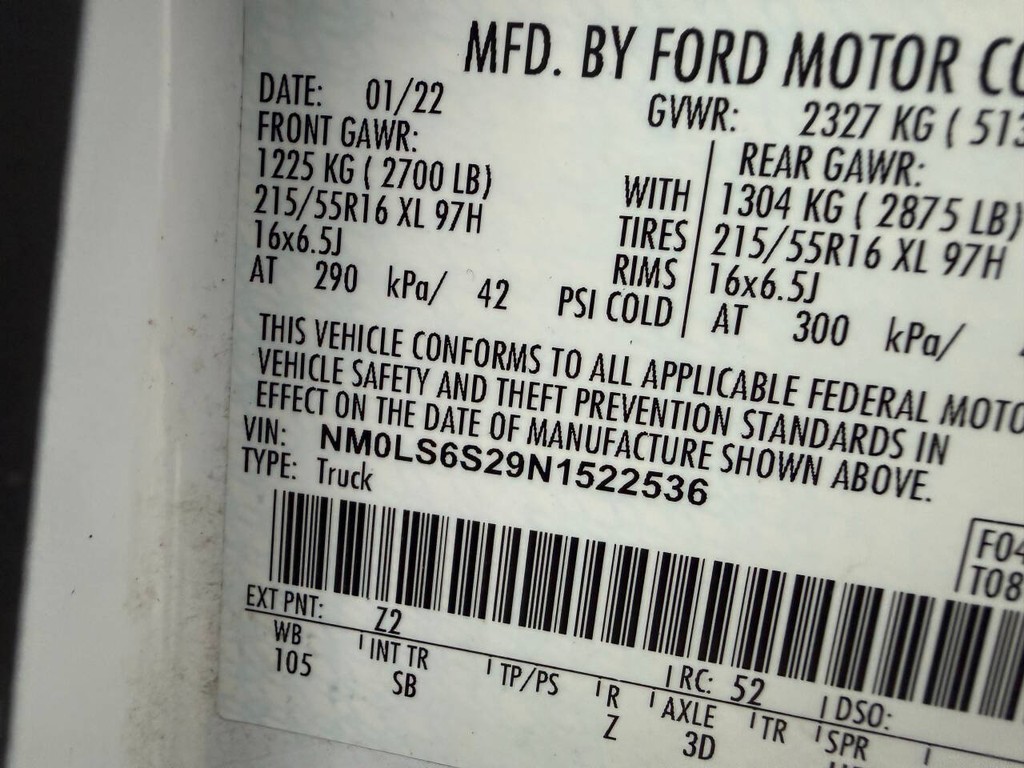 MFD. BY FORD MOTOR CO
DATE: 01/22
GVWR: 2327 KG ( 513
FRONT GAWR:
REAR GAWR:
1225 KG ( 2700 LB)
WITH
1304 KG ( 2875 LB)
215/55R16 XL 97H
TIRES
215/55R16 XL 97H
16x6.5J
RIMS
16x6.5J
AT 290 kPa/ 42 PSI COLD
AT 300 kPa/
THIS VEHICLE CONFORMS TO ALL APPLICABLE FEDERAL MOTO
VEHICLE SAFETY AND THEFT PREVENTION STANDARDS IN
EFFECT ON THE DATE OF MANUFACTURE SHOWN ABOVE.
VIN: NM0LS6S29N1522536
TYPE: Truck
F04
T08
EXT PNT: Z2
RC: 52
DSO:
WB
INT TR
TP/PS
R
AXLE
TR
SPR
105
SB
Z
3D